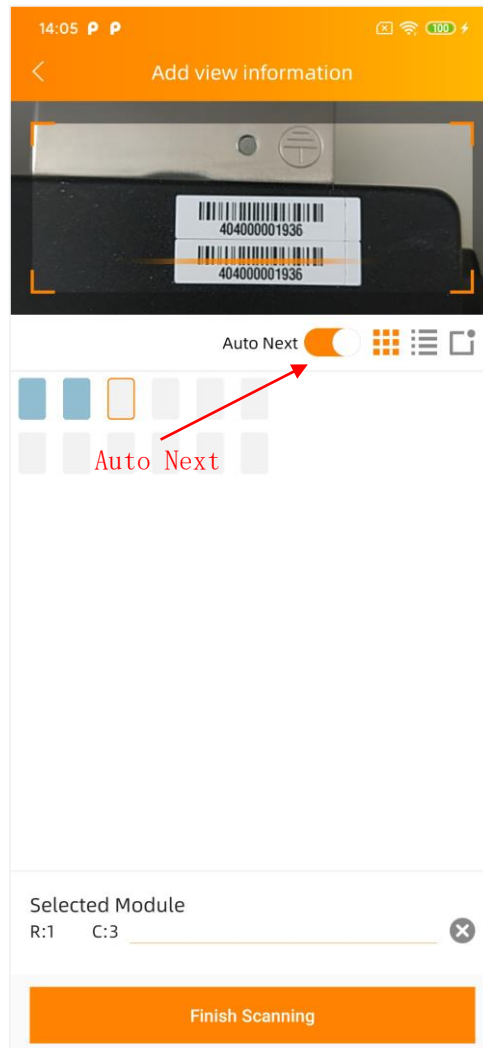 14:05 P P
100
Add view information
404000001936
404000001936
Auto Next
Auto Next
Selected Module
R:1 C:3
Finish Scanning